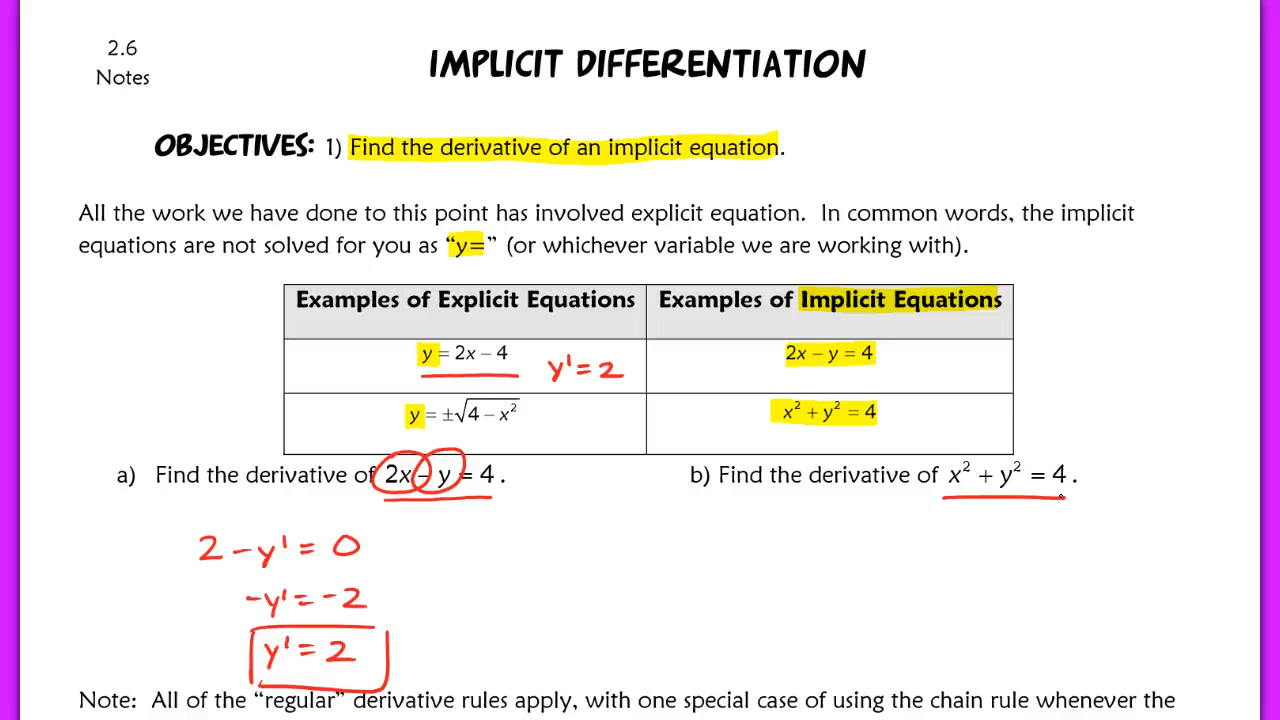 2.6
Notes
IMPLICIT DIFFERENTIATION
OBJECTIVES: 1) Find the derivative of an implicit equation.
All the work we have done to this point has involved explicit equation. In common words, the implicit
equations are not solved for you as “y=” (or whichever variable we are working with).
Examples of Explicit Equations Examples of Implicit Equations
y = 2x – 4 y' = 2 2x – y = 4
y = ±√4 – x² x² + y² = 4
a) Find the derivative of 2x – y = 4. b) Find the derivative of x² + y² = 4.
2 - y' = 0
-y' = -2
y' = 2
Note: All of the “regular” derivative rules apply, with one special case of using the chain rule whenever the